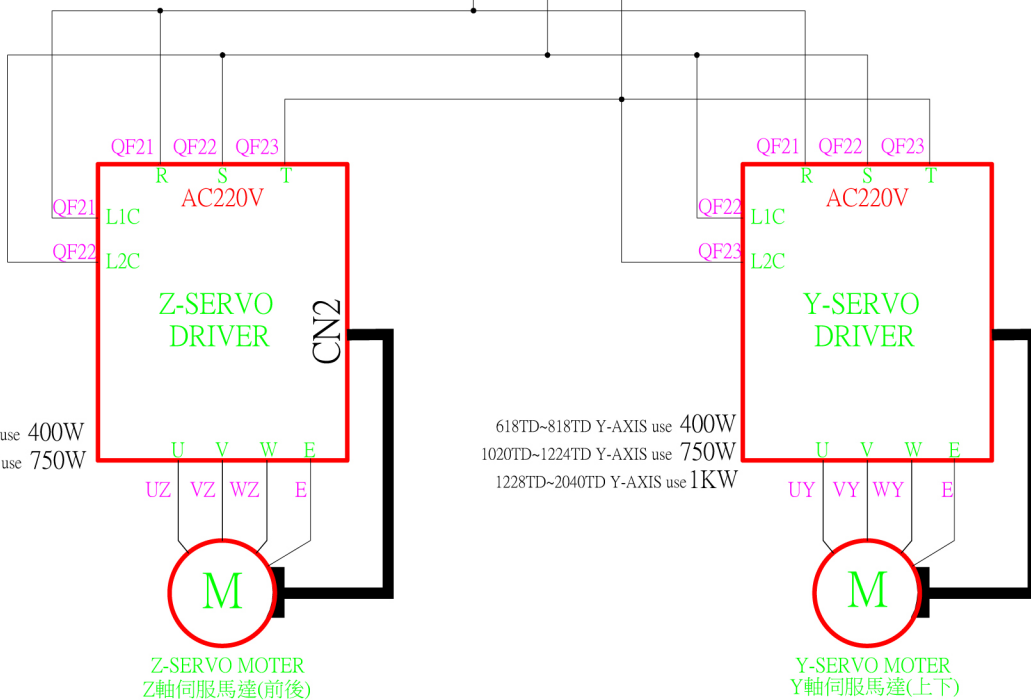 QF21 QF22 QF23
R S T
AC220V
QF21 L1C
QF22 L2C
Z-SERVO
DRIVER
CN2
use 400W
use 750W
U V W E
UZ VZ WZ E
M
Z-SERVO MOTER
Z軸伺服馬達(前後)
QF21 QF22 QF23
R S T
AC220V
QF22 L1C
QF23 L2C
Y-SERVO
DRIVER
618TD~818TD Y-AXIS use 400W
1020TD~1224TD Y-AXIS use 750W
1228TD~2040TD Y-AXIS use 1KW
U V W E
UY VY WY E
M
Y-SERVO MOTER
Y軸伺服馬達(上下)